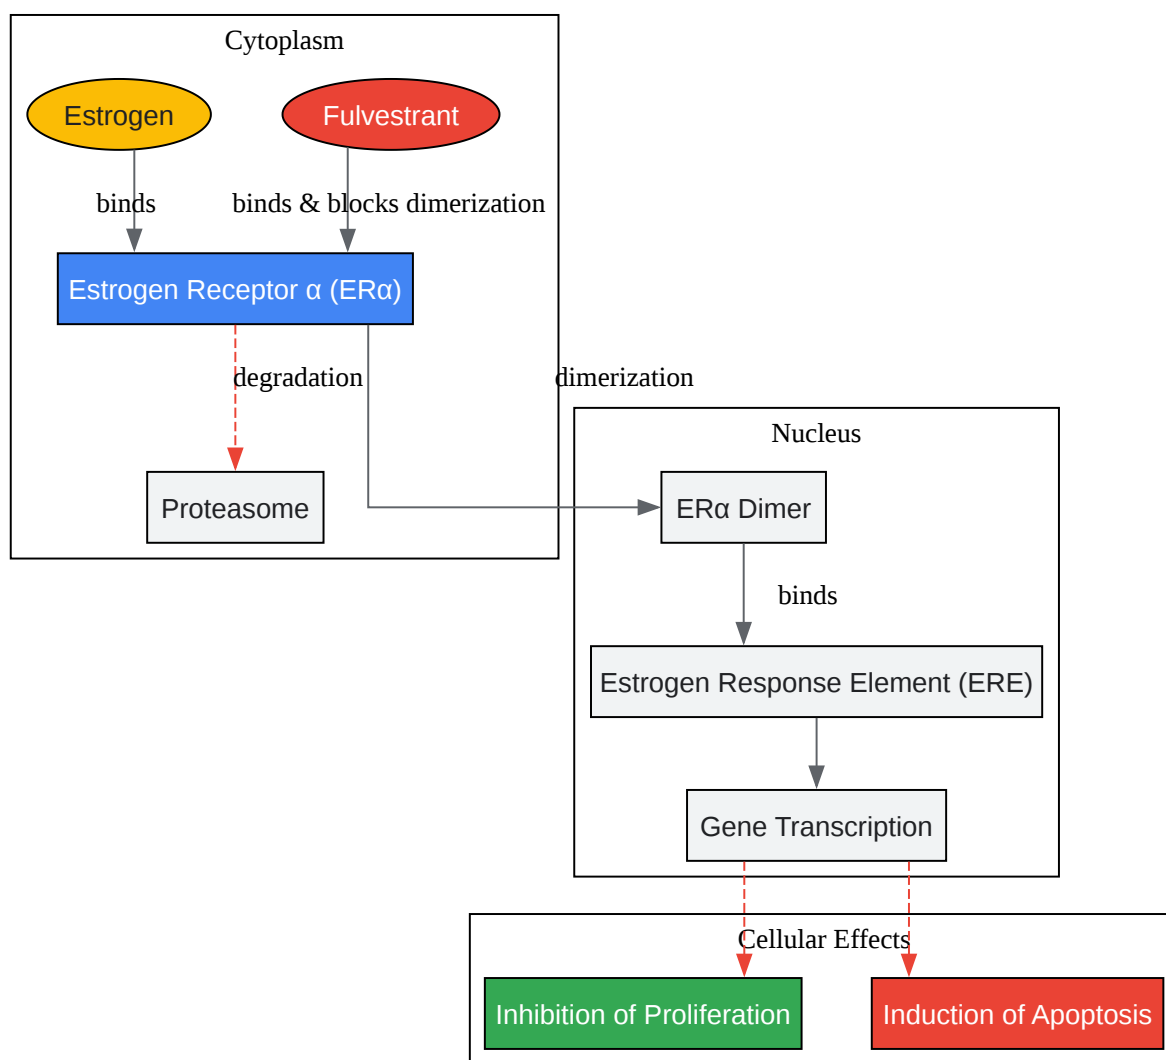 Cytoplasm
Estrogen
Fulvestrant
binds
binds & blocks dimerization
Estrogen Receptor α (ERα)
degradation
dimerization
Nucleus
Proteasome
ERα Dimer
binds
Estrogen Response Element (ERE)
Gene Transcription
Cellular Effects
Inhibition of Proliferation
Induction of Apoptosis